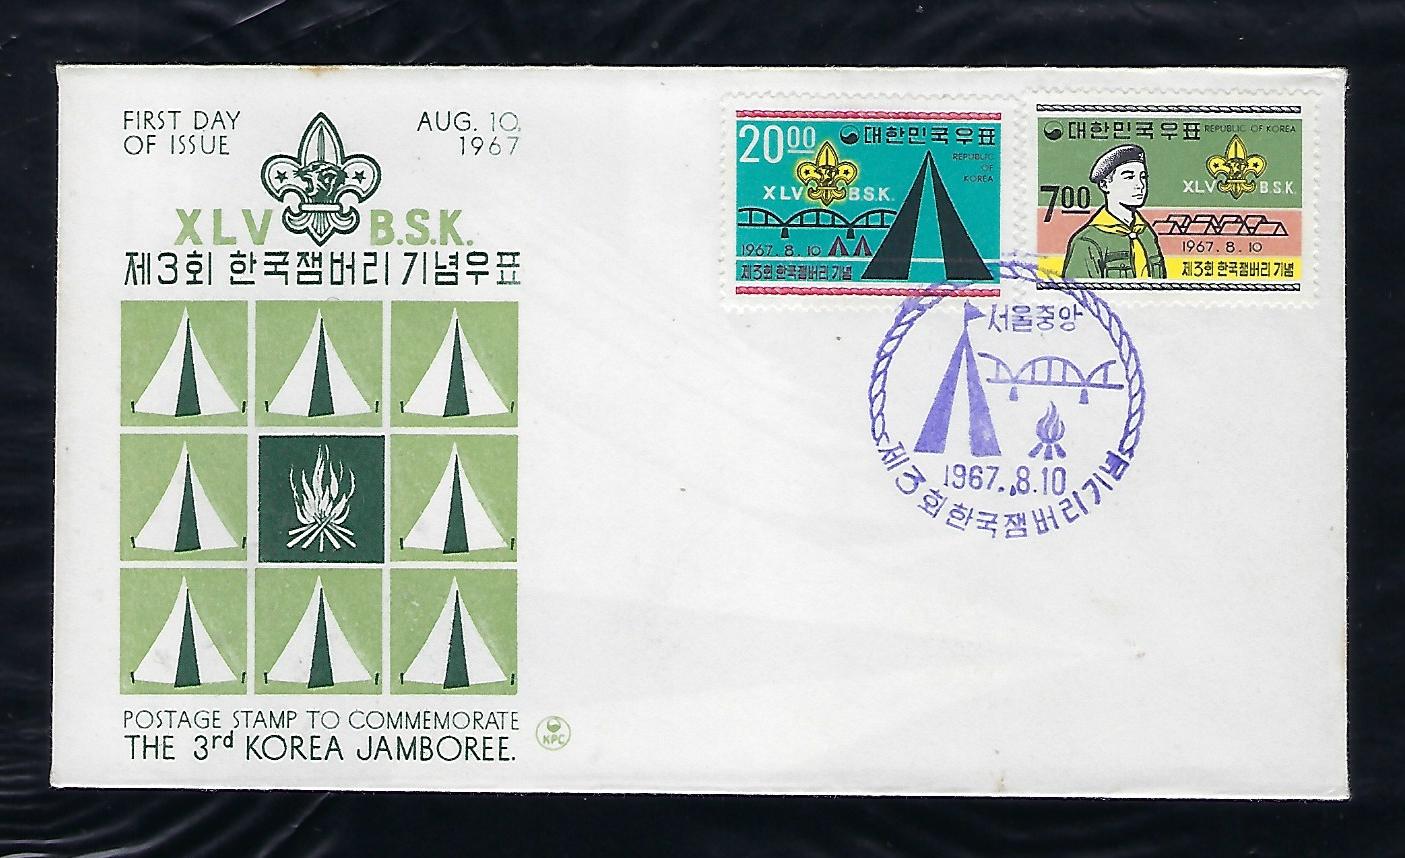 FIRST DAY
OF ISSUE
AUG. 10,
1967
XLV B.S.K.
제3회 한국잼버리 기념우표
POSTAGE STAMP TO COMMEMORATE
THE 3rd KOREA JAMBOREE.
KPC
2000
대한민국우표
REPUBLIC
OF
KOREA
XLV B.S.K.
1967. 8. 10
제3회 한국잼버리 기념
대한민국우표 REPUBLIC OF KOREA
700
XLV B.S.K.
1967. 8. 10
제3회 한국잼버리 기념
서울중앙
1967. 8.10
제3회 한국잼버리 기념